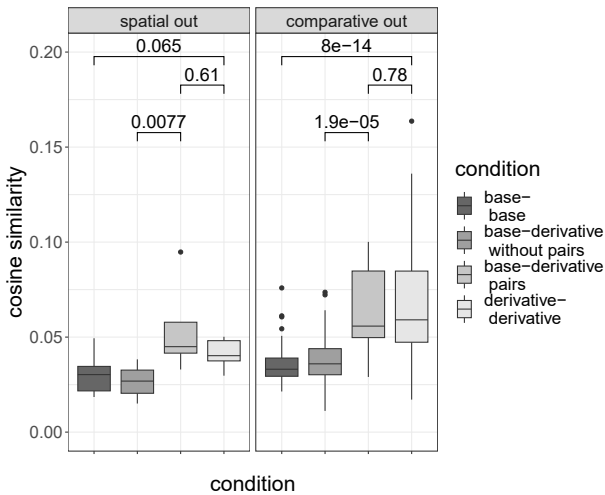 spatial out
comparative out
0.20
0.15
0.10
0.05
0.00
cosine similarity
0.065
0.61
0.0077
8e−14
0.78
1.9e−05
condition
condition
base−
base
base−derivative
without pairs
base−derivative
pairs
derivative−
derivative